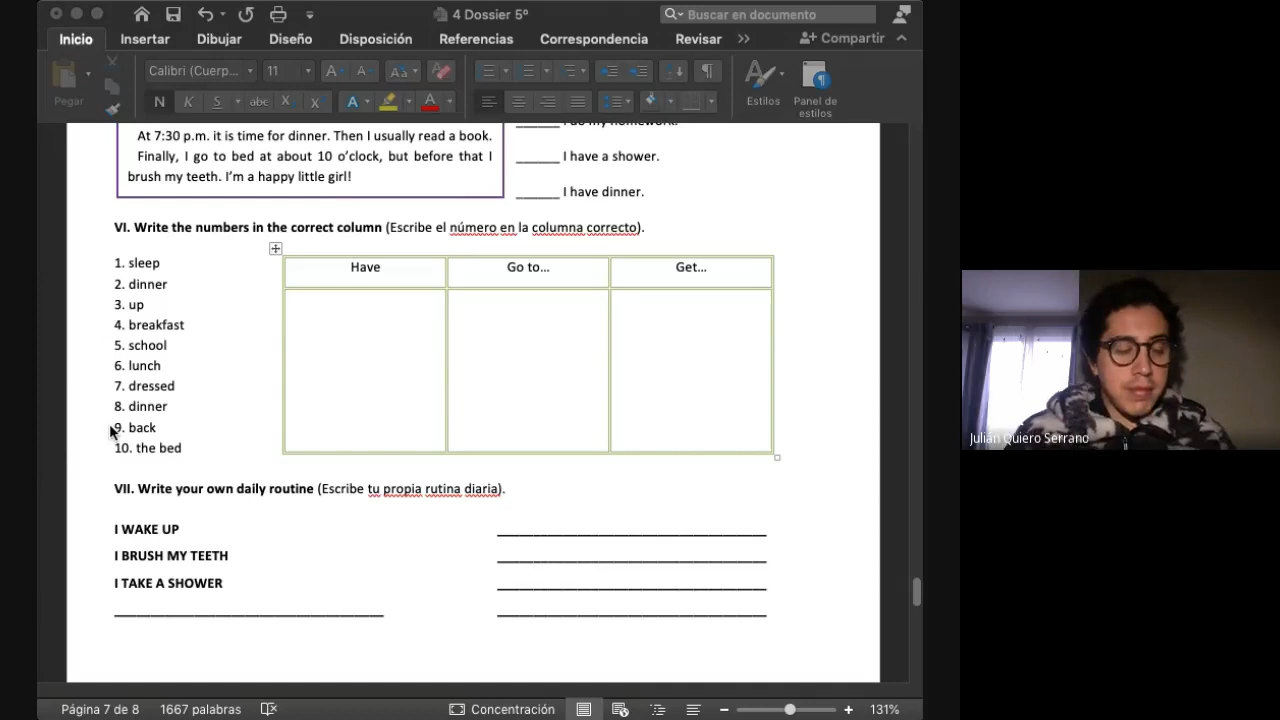 4 Dossier 5º
Buscar en documento
Inicio
Insertar
Dibujar
Diseño
Disposición
Referencias
Correspondencia
Revisar
Compartir
Pegar
Calibri (Cuerp...
11
Estilos
Panel de
estilos
At 7:30 p.m. it is time for dinner. Then I usually read a book.
Finally, I go to bed at about 10 o’clock, but before that I
brush my teeth. I’m a happy little girl!
______ I do my homework.
______ I have a shower.
______ I have dinner.
VI. Write the numbers in the correct column (Escribe el número en la columna correcto).
1. sleep
2. dinner
3. up
4. breakfast
5. school
6. lunch
7. dressed
8. dinner
9. back
10. the bed
Have
Go to...
Get...
VII. Write your own daily routine (Escribe tu propia rutina diaria).
I WAKE UP
I BRUSH MY TEETH
I TAKE A SHOWER
Julián Quiero Serrano
Página 7 de 8
1667 palabras
Concentración
131%